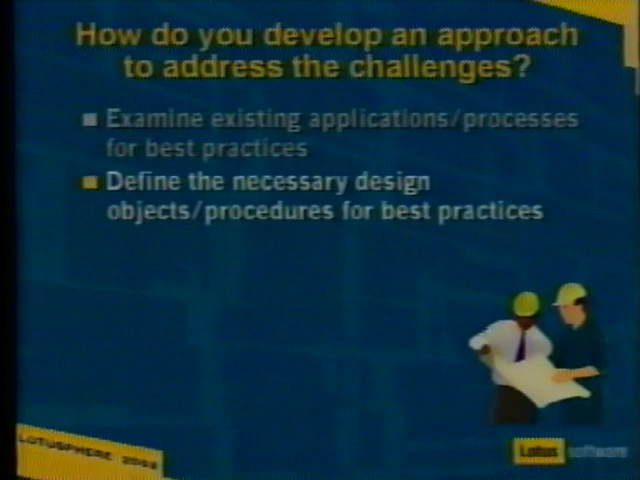 How do you develop an approach
to address the challenges?
Examine existing applications/processes
for best practices
Define the necessary design
objects/procedures for best practices
LOTUSPHERE
Lotus software